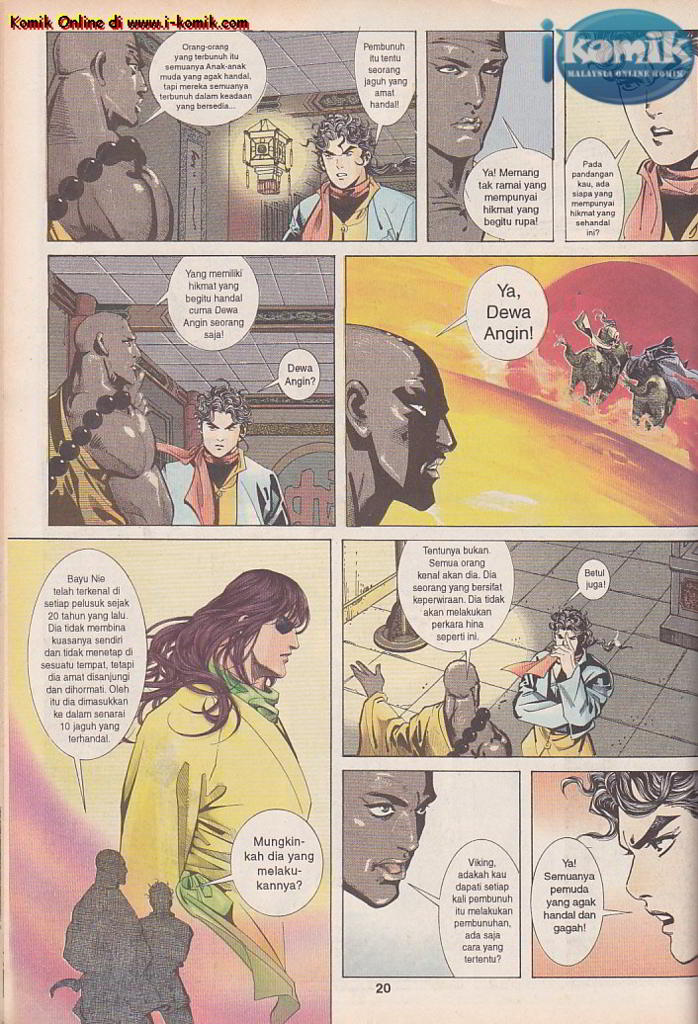 Komik Online di www.i-komik.com
iKomik
MALAYSIA ONLINE KOMIK
Orang-orang
yang terbunuh itu
semuanya Anak-anak
muda yang agak handal,
tapi mereka semuanya
terbunuh dalam keadaan
yang bersedia...
Pembunuh
itu tentu
seorang
jaguh yang
amat
handal!
Ya! Memang
tak ramai yang
mempunyai
hikmat yang
begitu rupa!
Pada
pandangan
kau, ada
siapa yang
mempunyai
hikmat yang
sehandal
ini?
Yang memiliki
hikmat yang
begitu handal
cuma Dewa
Angin seorang
saja!
Dewa
Angin?
Ya,
Dewa
Angin!
Bayu Nie
telah terkenal di
setiap pelusuk sejak
20 tahun yang lalu.
Dia tidak membina
kuasanya sendiri
dan tidak menetap di
sesuatu tempat, tetapi
dia amat disanjungi
dan dihormati. Oleh
itu dia dimasukkan
ke dalam senarai
10 jaguh yang
terhandal.
Mungkin-
kah dia yang
melaku-
kannya?
Tentunya bukan.
Semua orang
kenal akan dia. Dia
seorang yang bersifat
keperwiraan. Dia tidak
akan melakukan
perkara hina
seperti ini.
Betul
juga!
Viking,
adakah kau
dapati setiap
kali pembunuh
itu melakukan
pembunuhan,
ada saja
cara yang
tertentu?
Ya!
Semuanya
pemuda
yang agak
handal dan
gagah!
20